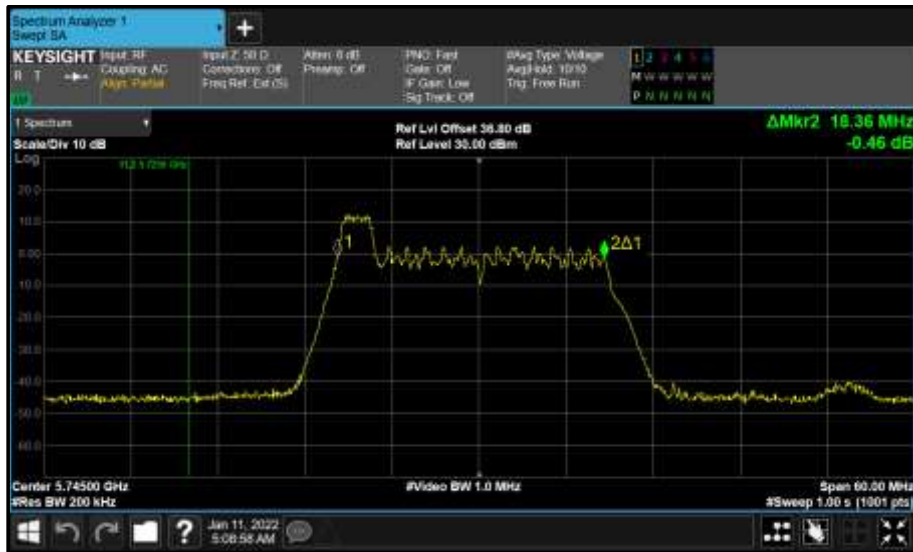 Spectrum Analyzer 1
Swept SA
+
KEYSIGHT
R T
Input: RF
Coupling: AC
Align: Partial
Input Z: 50 Ω
Corrections: Off
Freq Ref: Ext (S)
Atten: 6 dB
Preamp: Off
PNO: Fast
Gate: Off
IF Gain: Low
Sig Track: Off
#Avg Type: Voltage
Avg|Hold: 10/10
Trig: Free Run
1 2 3 4 5 6
M W W W W W
P N N N N N
1 Spectrum
Scale/Div 10 dB
Ref Lvl Offset 36.80 dB
Ref Level 30.00 dBm
ΔMkr2 18.36 MHz
-0.46 dB
Log
20.0
10.0
0.00
-10.0
-20.0
-30.0
-40.0
-50.0
-60.0
1
2Δ1
Center 5.74500 GHz
#Res BW 200 kHz
#Video BW 1.0 MHz
Span 60.00 MHz
#Sweep 1.00 s (1001 pts)
?
Jan 11, 2022
5:08:58 AM